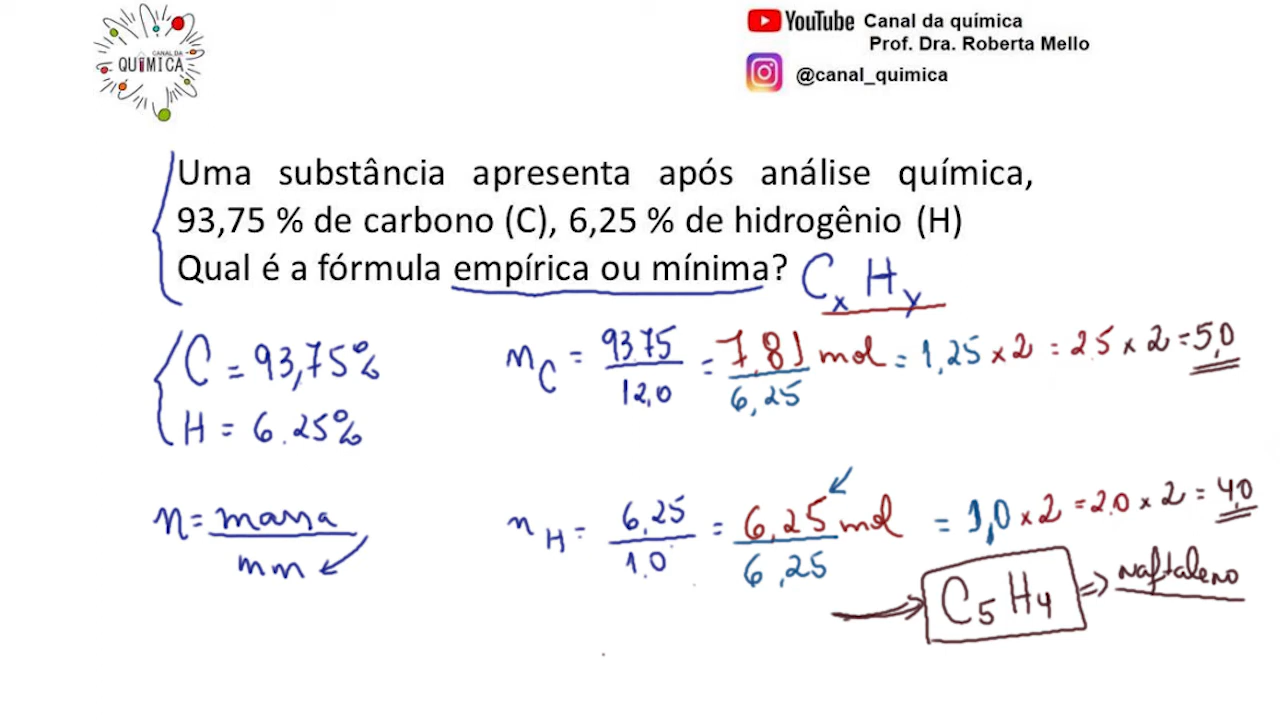 CANAL DA
QUÍMICA
YouTube Canal da química
Prof. Dra. Roberta Mello
@canal_quimica
Uma substância apresenta após análise química,
93,75 % de carbono (C), 6,25 % de hidrogênio (H)
Qual é a fórmula empírica ou mínima?
CxHy
C = 93,75%
H = 6.25%
nC = 93.75/12,0 = 7,81 mol/6,25 = 1,25 x 2 = 2.5 x 2 = 5,0
n = massa/mm
nH = 6,25/1.0 = 6,25 mol/6,25 = 1,0 x 2 = 2.0 x 2 = 4,0
C5H4 => naftaleno